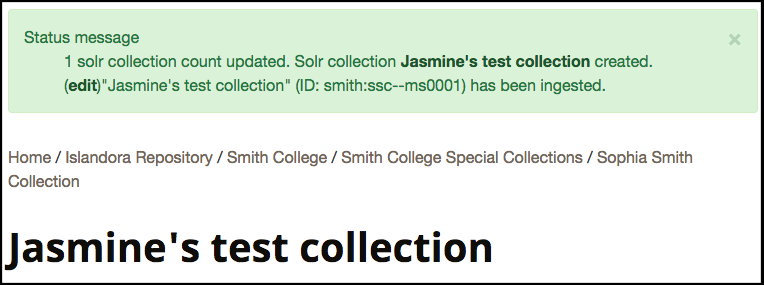 Status message
×
1 solr collection count updated. Solr collection Jasmine's test collection created.
(edit)"Jasmine's test collection" (ID: smith:ssc--ms0001) has been ingested.
Home / Islandora Repository / Smith College / Smith College Special Collections / Sophia Smith
Collection
Jasmine's test collection